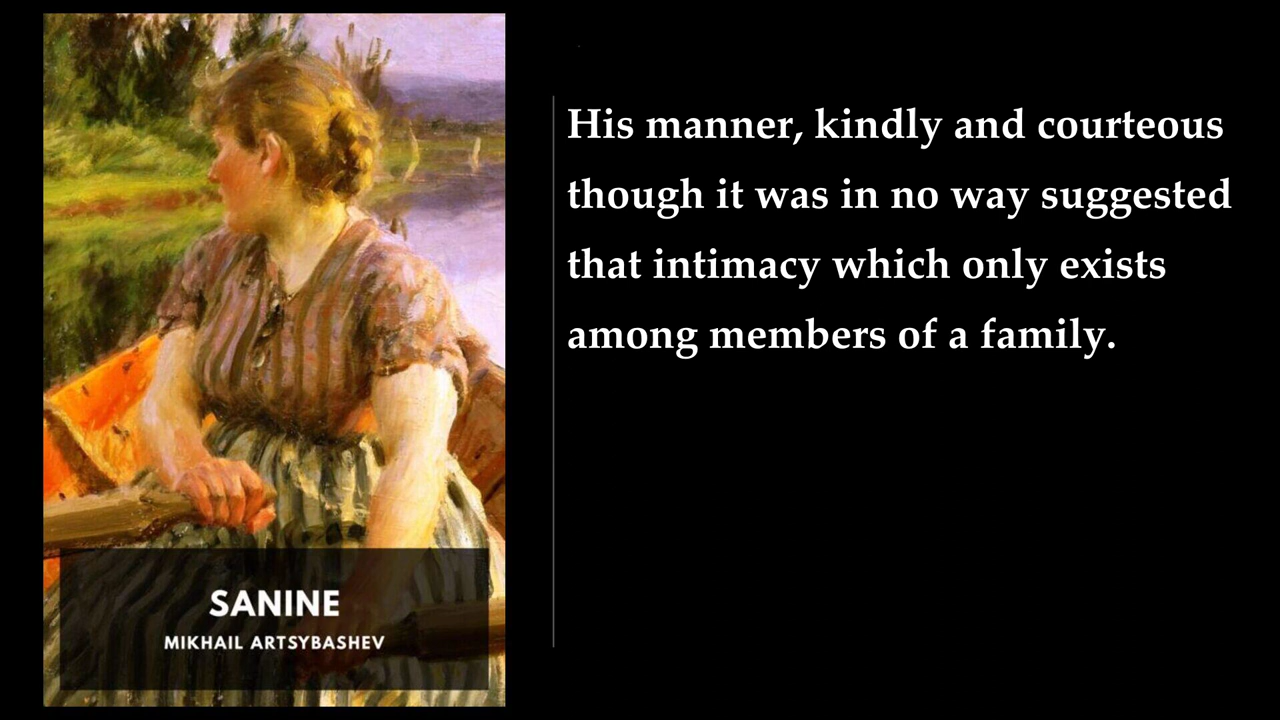 SANINE
MIKHAIL ARTSYBASHEV
His manner, kindly and courteous
though it was in no way suggested
that intimacy which only exists
among members of a family.